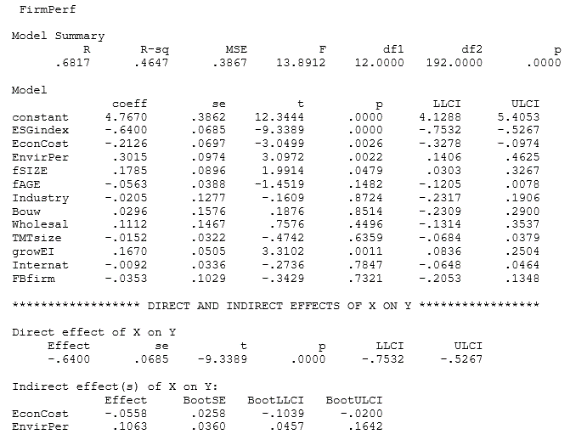 FirmPerf
Model Summary
R R-sq MSE F df1 df2 p
.6817 .4647 .3867 13.8912 12.0000 192.0000 .0000
Model
coeff se t p LLCI ULCI
constant 4.7670 .3862 12.3444 .0000 4.1288 5.4053
ESGindex -.6400 .0685 -9.3389 .0000 -.7532 -.5267
EconCost -.2126 .0697 -3.0499 .0026 -.3278 -.0974
EnvirPer .3015 .0974 3.0972 .0022 .1406 .4625
fSIZE .1785 .0896 1.9914 .0479 .0303 .3267
fAGE -.0563 .0388 -1.4519 .1482 -.1205 .0078
Industry -.0205 .1277 -.1609 .8724 -.2317 .1906
Bouw .0296 .1576 .1876 .8514 -.2309 .2900
Wholesal .1112 .1467 .7576 .4496 -.1314 .3537
TMTsize -.0152 .0322 -.4742 .6359 -.0684 .0379
growEI .1670 .0505 3.3102 .0011 .0836 .2504
Internat -.0092 .0336 -.2736 .7847 -.0648 .0464
FBfirm -.0353 .1029 -.3429 .7321 -.2053 .1348
****************** DIRECT AND INDIRECT EFFECTS OF X ON Y *****************
Direct effect of X on Y
Effect se t p LLCI ULCI
-.6400 .0685 -9.3389 .0000 -.7532 -.5267
Indirect effect(s) of X on Y:
Effect BootSE BootLLCI BootULCI
EconCost -.0558 .0258 -.1039 -.0200
EnvirPer .1063 .0360 .0457 .1642